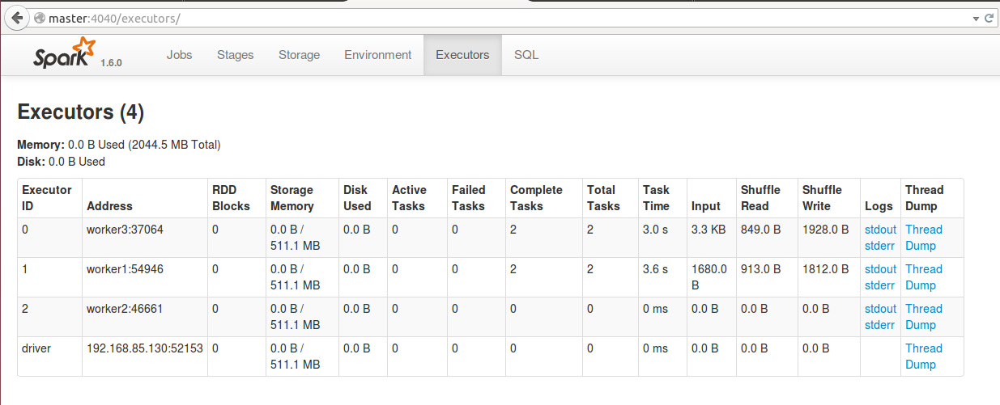 master:4040/executors/
Spark 1.6.0 Jobs Stages Storage Environment Executors SQL
Executors (4)
Memory: 0.0 B Used (2044.5 MB Total)
Disk: 0.0 B Used
Executor ID Address RDD Blocks Storage Memory Disk Used Active Tasks Failed Tasks Complete Tasks Total Tasks Task Time Input Shuffle Read Shuffle Write Logs Thread Dump
0 worker3:37064 0 0.0 B / 511.1 MB 0.0 B 0 0 2 2 3.0 s 3.3 KB 849.0 B 1928.0 B stdout stderr Thread Dump
1 worker1:54946 0 0.0 B / 511.1 MB 0.0 B 0 0 2 2 3.6 s 1680.0 B 913.0 B 1812.0 B stdout stderr Thread Dump
2 worker2:46661 0 0.0 B / 511.1 MB 0.0 B 0 0 0 0 0 ms 0.0 B 0.0 B 0.0 B stdout stderr Thread Dump
driver 192.168.85.130:52153 0 0.0 B / 511.1 MB 0.0 B 0 0 0 0 0 ms 0.0 B 0.0 B 0.0 B Thread Dump